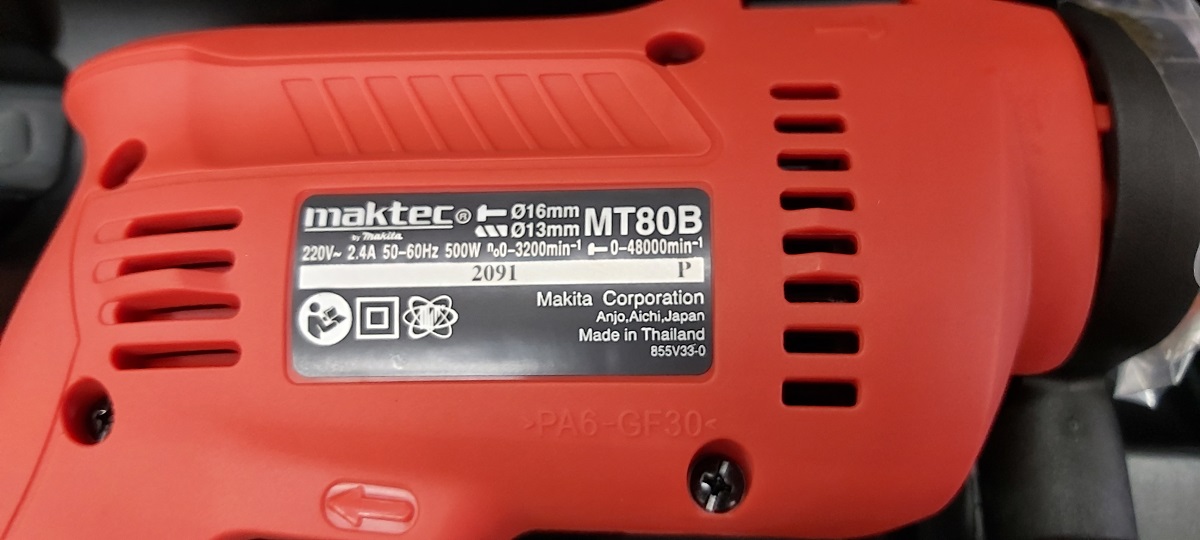 maktec® Ø16mm MT80B
by Makita Ø13mm
220V~ 2.4A 50-60Hz 500W n₀0-3200min⁻¹ 0-48000min⁻¹
2091 P
Makita Corporation
Anjo,Aichi,Japan
Made in Thailand
855V33-0
>PA6-GF30<